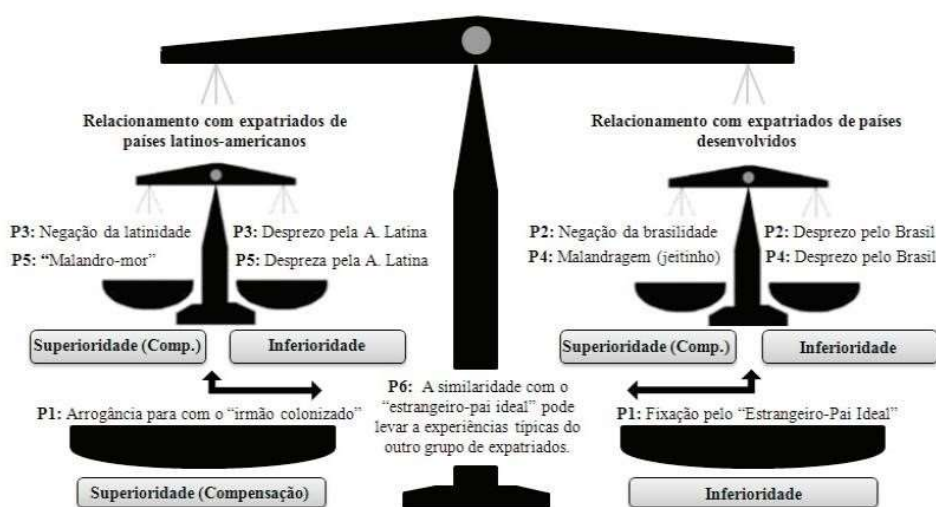 Relacionamento com expatriados de
países latinos-americanos
P3: Negação da latinidade
P5: “Malandro-mor”
P3: Desprezo pela A. Latina
P5: Despreza pela A. Latina
Superioridade (Comp.)
Inferioridade
P1: Arrogância para com o “irmão colonizado”
Superioridade (Compensação)
P6: A similaridade com o
“estrangeiro-pai ideal” pode
levar a experiências típicas do
outro grupo de expatriados.
Relacionamento com expatriados de países
desenvolvidos
P2: Negação da brasilidade
P4: Malandragem (jeitinho)
P2: Desprezo pelo Brasil
P4: Desprezo pelo Brasil
Superioridade (Comp.)
Inferioridade
P1: Fixação pelo “Estrangeiro-Pai Ideal”
Inferioridade